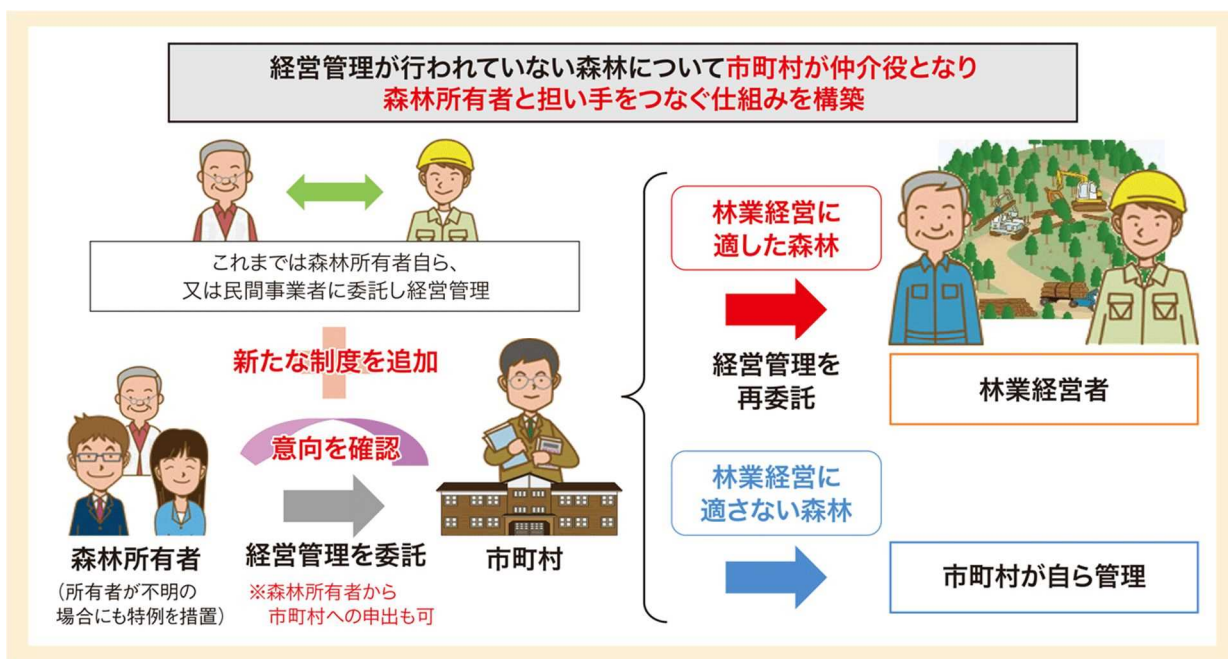 経営管理が行われていない森林について市町村が仲介役となり
森林所有者と担い手をつなぐ仕組みを構築
これまでは森林所有者自ら、
又は民間事業者に委託し経営管理
新たな制度を追加
意向を確認
森林所有者
(所有者が不明の
場合にも特例を措置)
経営管理を委託
※森林所有者から
市町村への申出も可
市町村
林業経営に
適した森林
経営管理を
再委託
林業経営者
林業経営に
適さない森林
市町村が自ら管理